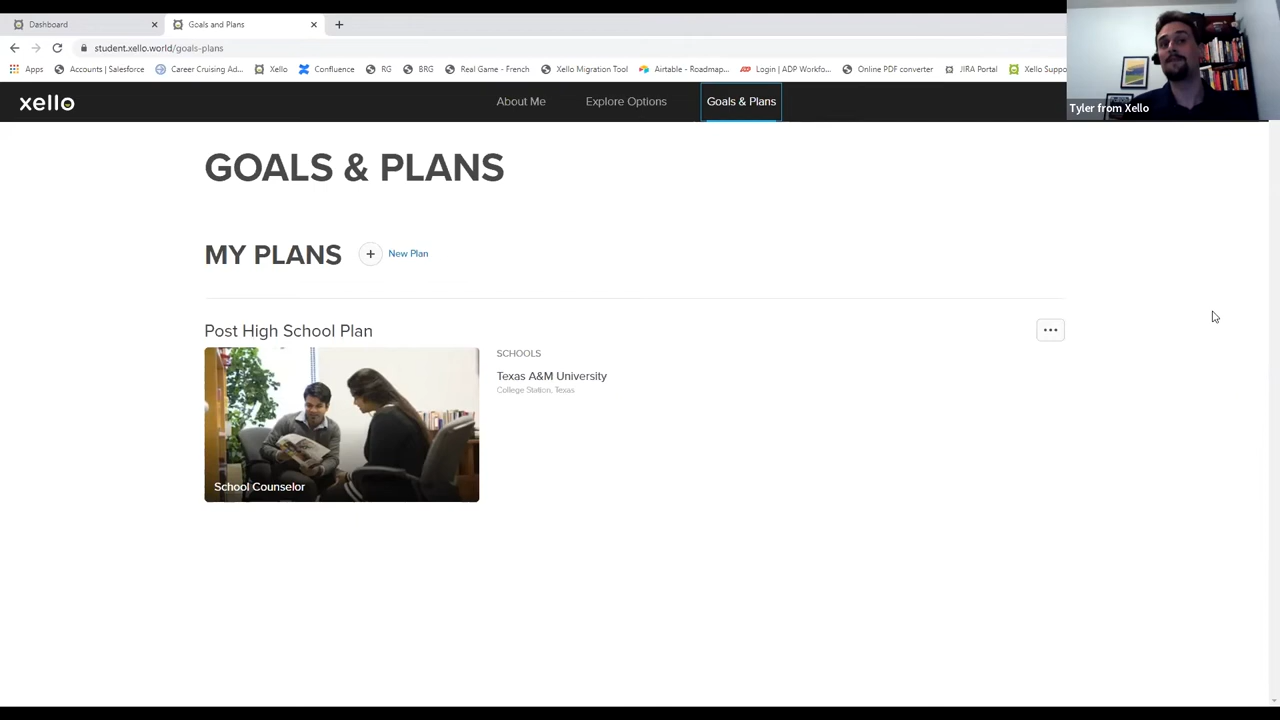 Dashboard
Goals and Plans
student.xello.world/goals-plans
Apps
Accounts | Salesforce
Career Cruising Ad...
Xello
Confluence
RG
BRG
Real Game - French
Xello Migration Tool
Airtable - Roadmap...
Login | ADP Workfo...
Online PDF converter
JIRA Portal
Xello Suppo
Tyler from Xello
xello
About Me
Explore Options
Goals & Plans
GOALS & PLANS
MY PLANS
New Plan
Post High School Plan
SCHOOLS
Texas A&M University
College Station, Texas
School Counselor